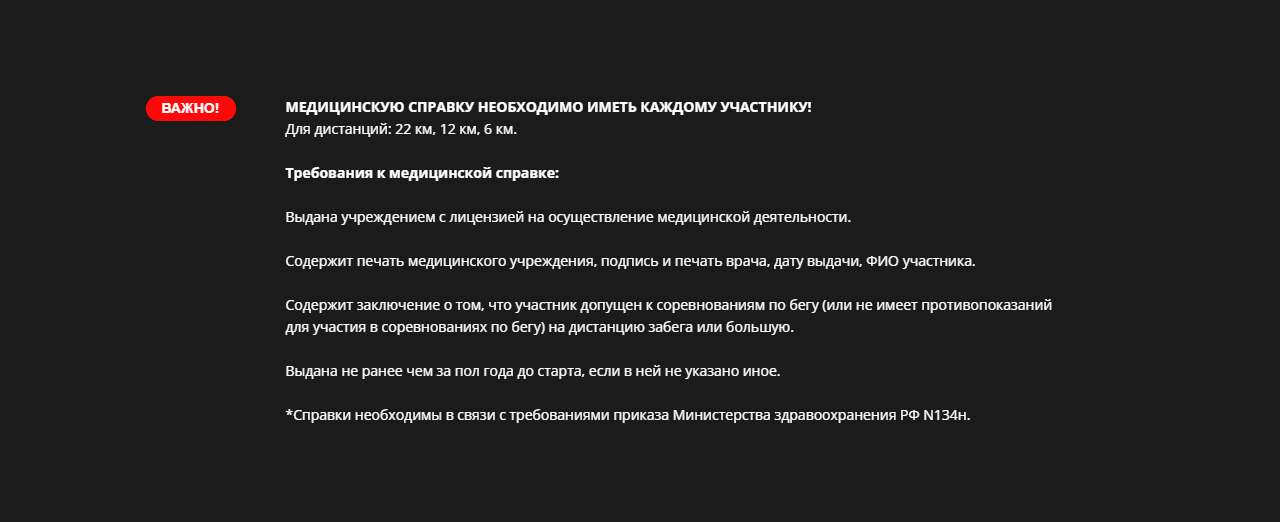 ВАЖНО!
МЕДИЦИНСКУЮ СПРАВКУ НЕОБХОДИМО ИМЕТЬ КАЖДОМУ УЧАСТНИКУ!
Для дистанций: 22 км, 12 км, 6 км.
Требования к медицинской справке:
Выдана учреждением с лицензией на осуществление медицинской деятельности.
Содержит печать медицинского учреждения, подпись и печать врача, дату выдачи, ФИО участника.
Содержит заключение о том, что участник допущен к соревнованиям по бегу (или не имеет противопоказаний
для участия в соревнованиях по бегу) на дистанцию забега или большую.
Выдана не ранее чем за пол года до старта, если в ней не указано иное.
*Справки необходимы в связи с требованиями приказа Министерства здравоохранения РФ N134н.